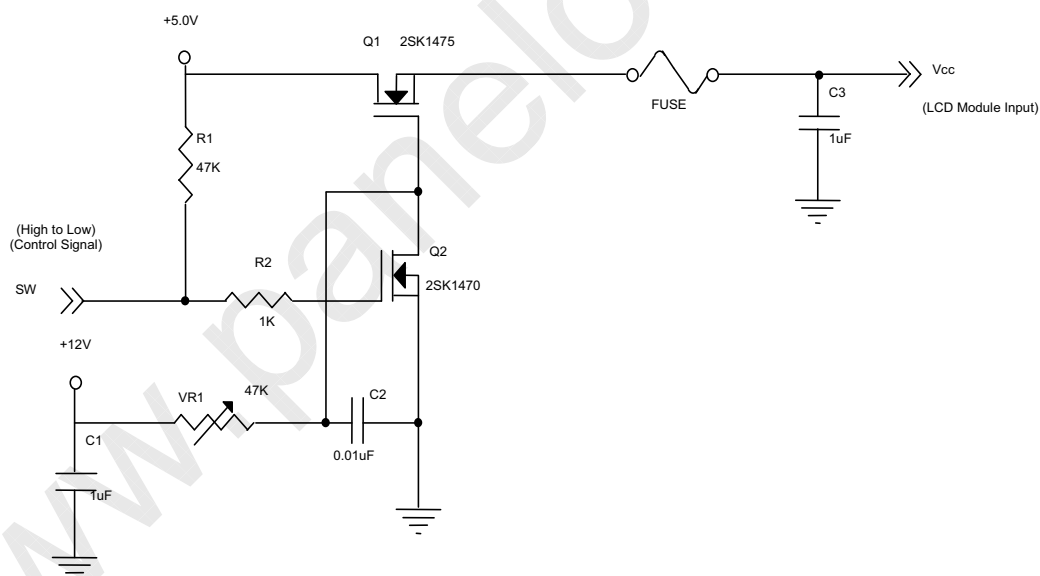 +5.0V
Q1 2SK1475
Vcc
FUSE
C3
(LCD Module Input)
R1
1uF
47K
(High to Low)
(Control Signal)
Q2
R2
2SK1470
SW
1K
+12V
VR1
47K
C2
C1
0.01uF
1uF
www.panelo